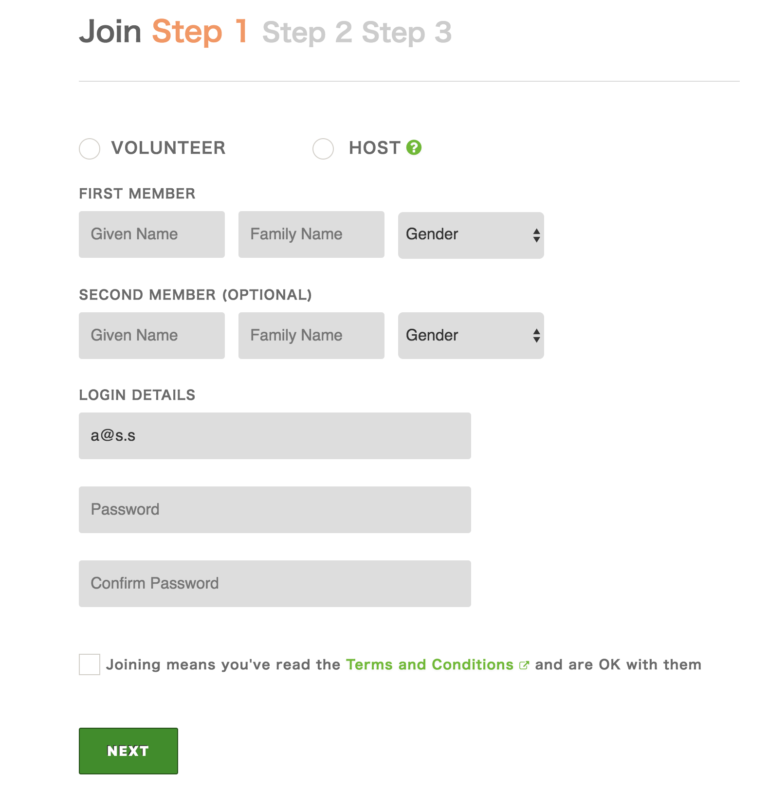 Join Step 1 Step 2 Step 3
VOLUNTEER HOST ?
FIRST MEMBER
Given Name Family Name Gender
SECOND MEMBER (OPTIONAL)
Given Name Family Name Gender
LOGIN DETAILS
a@s.s
Password
Confirm Password
Joining means you've read the Terms and Conditions and are OK with them
NEXT